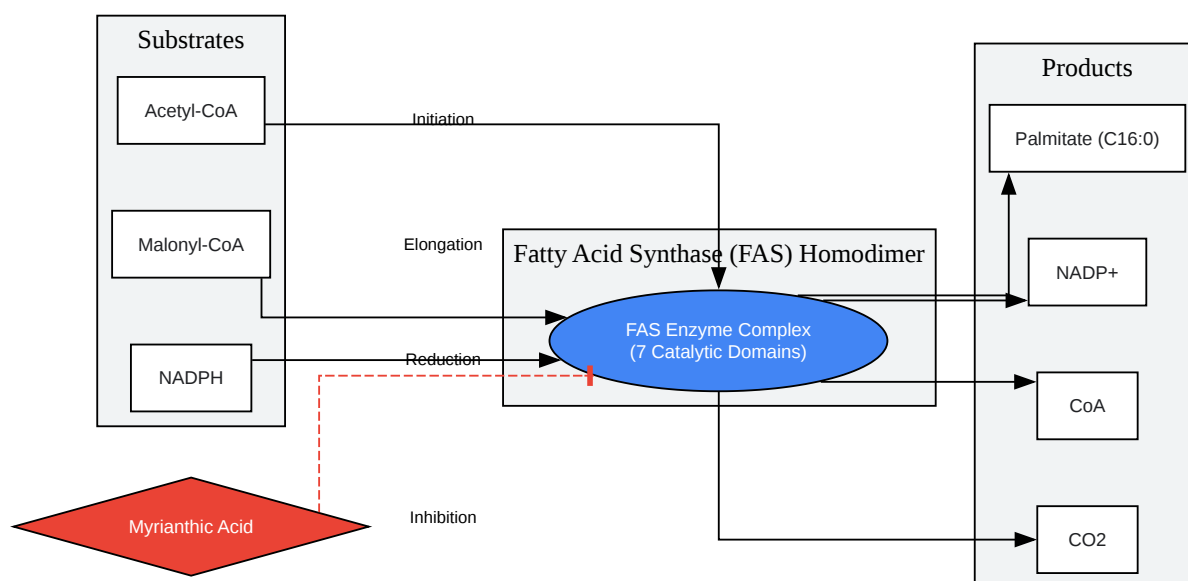 Substrates
Acetyl-CoA
Malonyl-CoA
NADPH
Myrianthic Acid
Initiation
Elongation
Reduction
Inhibition
Fatty Acid Synthase (FAS) Homodimer
FAS Enzyme Complex
(7 Catalytic Domains)
Products
Palmitate (C16:0)
NADP+
CoA
CO2